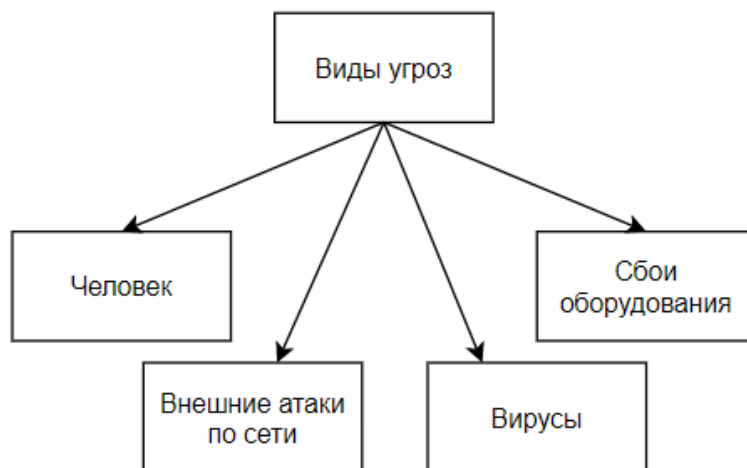 Виды угроз
Человек
Сбои
оборудования
Внешние атаки
по сети
Вирусы